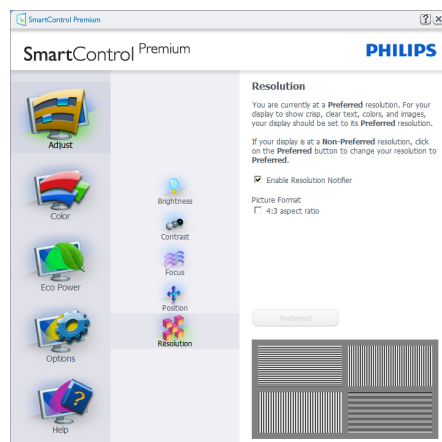 SmartControl Premium
SmartControl Premium
PHILIPS
Adjust
Color
Eco Power
Options
Help
Brightness
Contrast
Focus
Position
Resolution
Resolution
You are currently at a Preferred resolution. For your
display to show crisp, clear text, colors, and images,
your display should be set to its Preferred resolution.
If your display is at a Non-Preferred resolution, click
on the Preferred button to change your resolution to
Preferred.
Enable Resolution Notifier
Picture Format
4:3 aspect ratio
Preferred